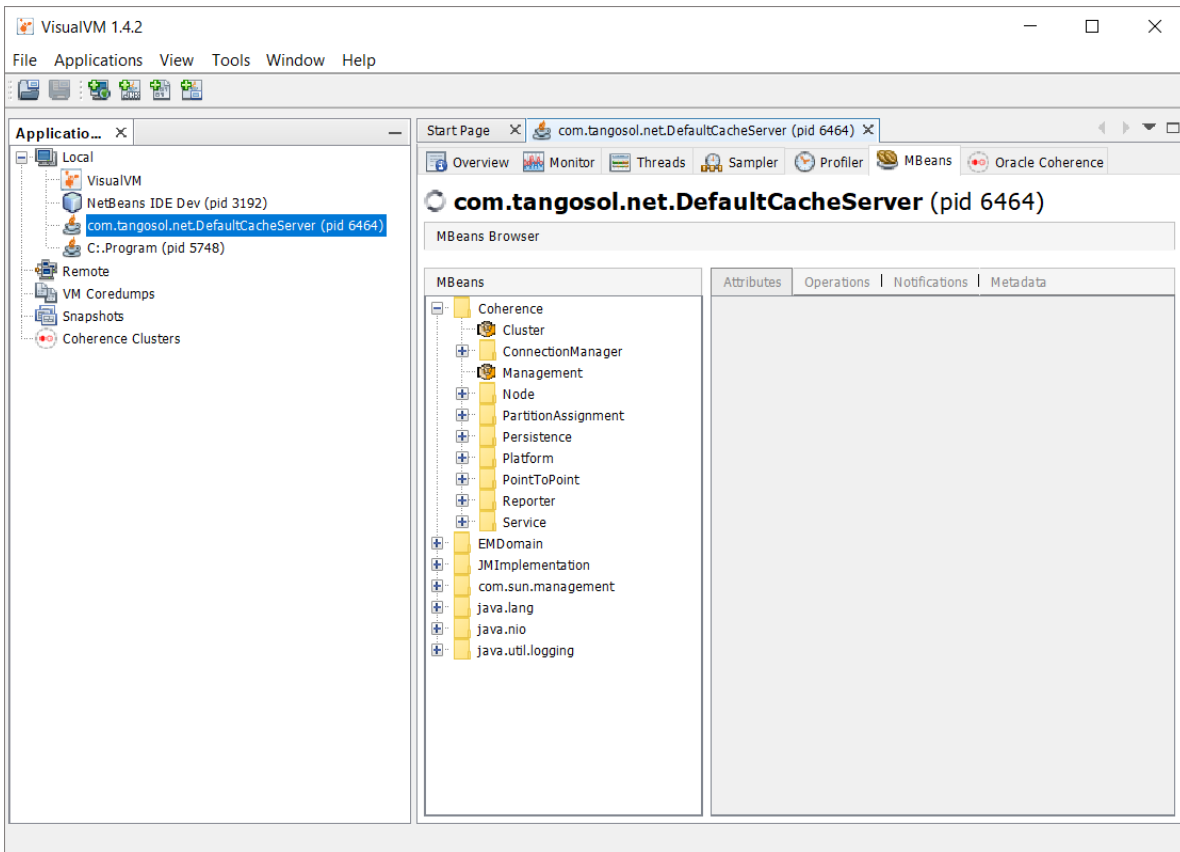 VisualVM 1.4.2
File Applications View Tools Window Help
Applicatio...
Local
VisualVM
NetBeans IDE Dev (pid 3192)
com.tangosol.net.DefaultCacheServer (pid 6464)
C:.Program (pid 5748)
Remote
VM Coredumps
Snapshots
Coherence Clusters
Start Page com.tangosol.net.DefaultCacheServer (pid 6464)
Overview Monitor Threads Sampler Profiler MBeans Oracle Coherence
com.tangosol.net.DefaultCacheServer (pid 6464)
MBeans Browser
MBeans
Coherence
Cluster
ConnectionManager
Management
Node
PartitionAssignment
Persistence
Platform
PointToPoint
Reporter
Service
EMDomain
JMImplementation
com.sun.management
java.lang
java.nio
java.util.logging
Attributes Operations Notifications Metadata